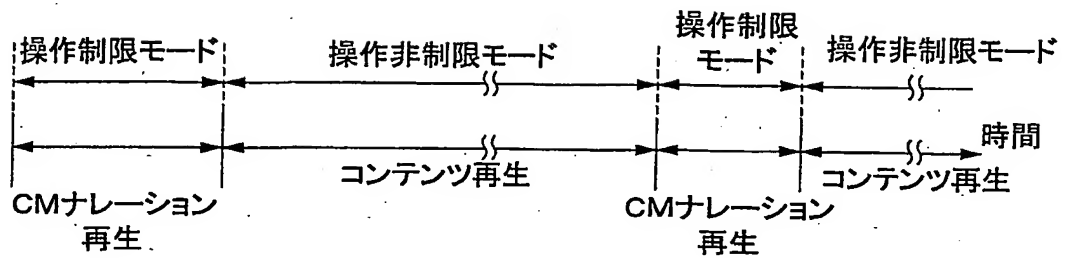 操作制限モード
操作非制限モード
操作制限
モード
操作非制限モード
時間
コンテンツ再生
コンテンツ再生
CMナレーション
再生
CMナレーション
再生